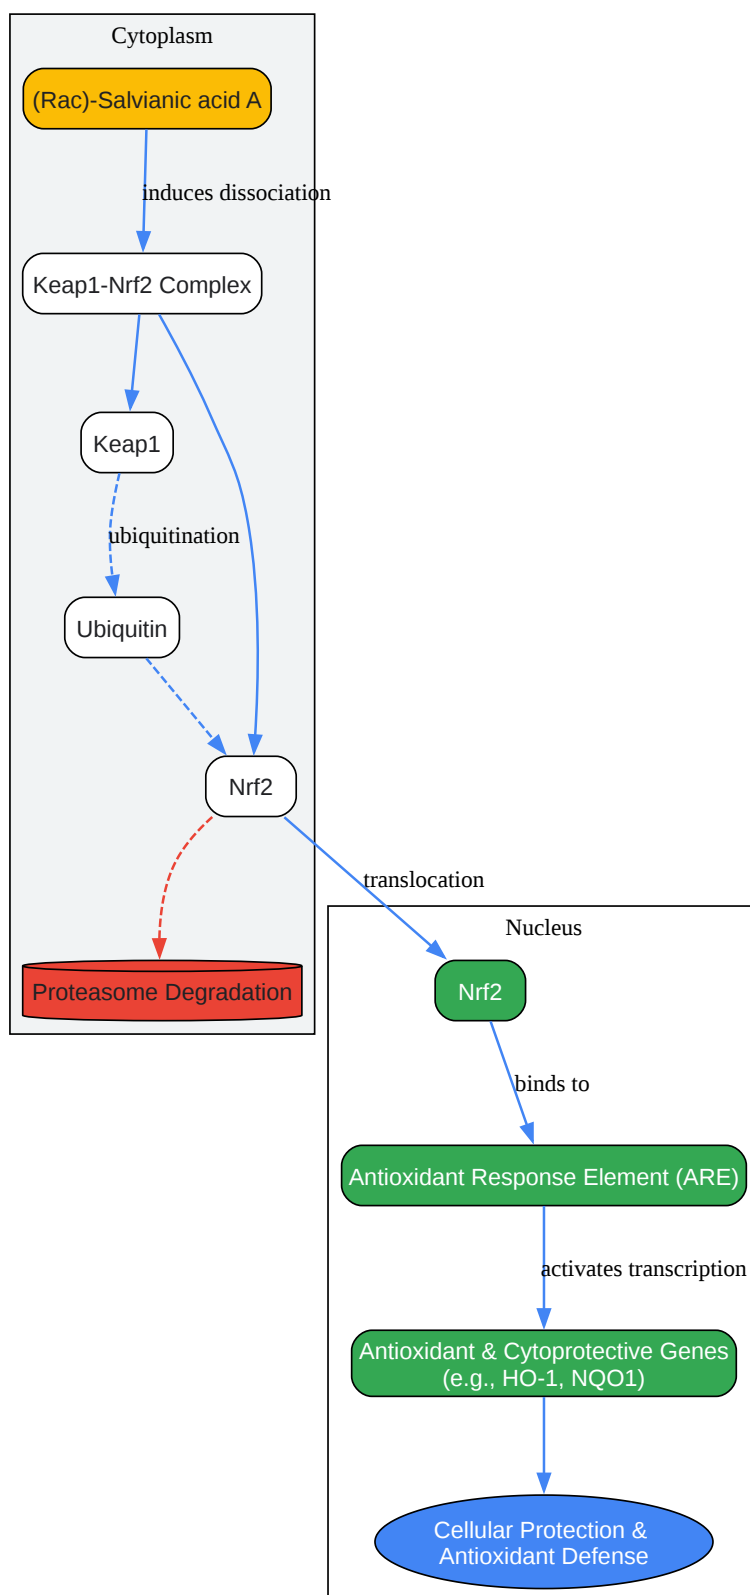 Cytoplasm
(Rac)-Salvianic acid A
induces dissociation
Keap1-Nrf2 Complex
Keap1
ubiquitination
Ubiquitin
Nrf2
translocation
Proteasome Degradation
Nucleus
Nrf2
binds to
Antioxidant Response Element (ARE)
activates transcription
Antioxidant & Cytoprotective Genes
(e.g., HO-1, NQO1)
Cellular Protection &
Antioxidant Defense